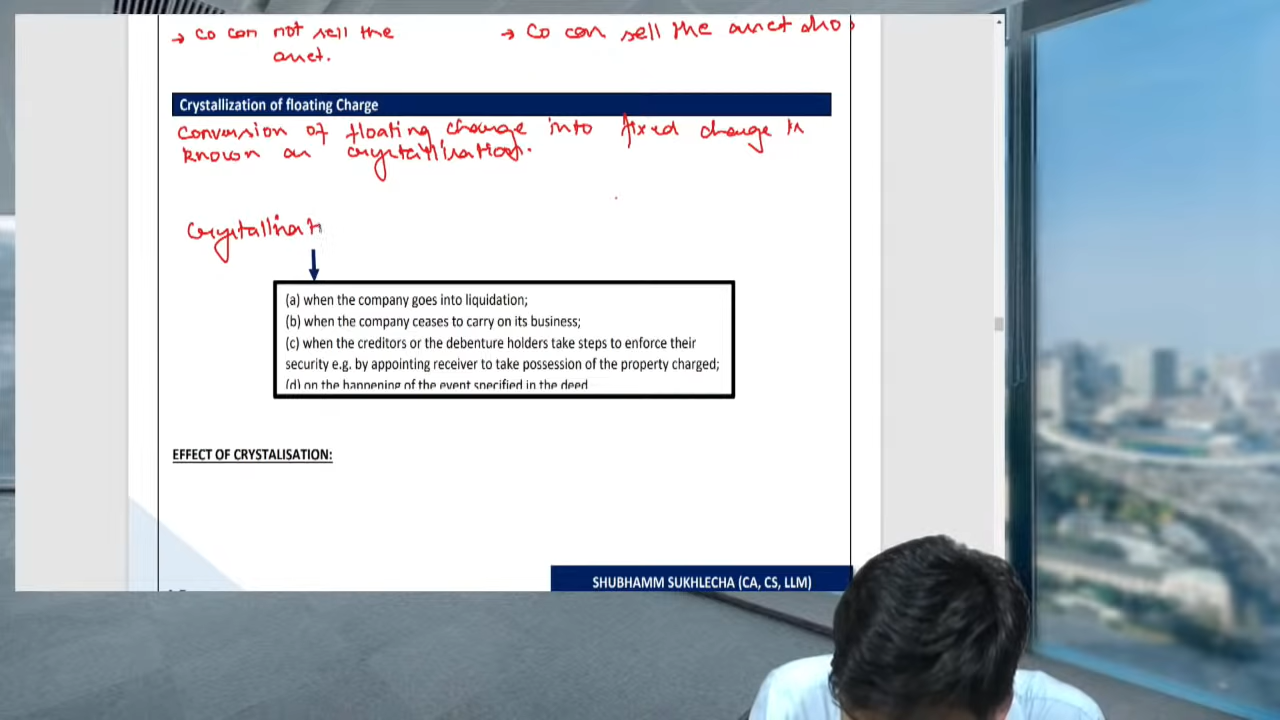 → co can not sell the → Co can sell the asset also
asset.
Crystallization of floating Charge
conversion of floating charge into fixed charge is
known as crystallisation.
Crystallisati
(a) when the company goes into liquidation;
(b) when the company ceases to carry on its business;
(c) when the creditors or the debenture holders take steps to enforce their
security e.g. by appointing receiver to take possession of the property charged;
(d) on the happening of the event specified in the deed
EFFECT OF CRYSTALISATION:
SHUBHAMM SUKHLECHA (CA, CS, LLM)